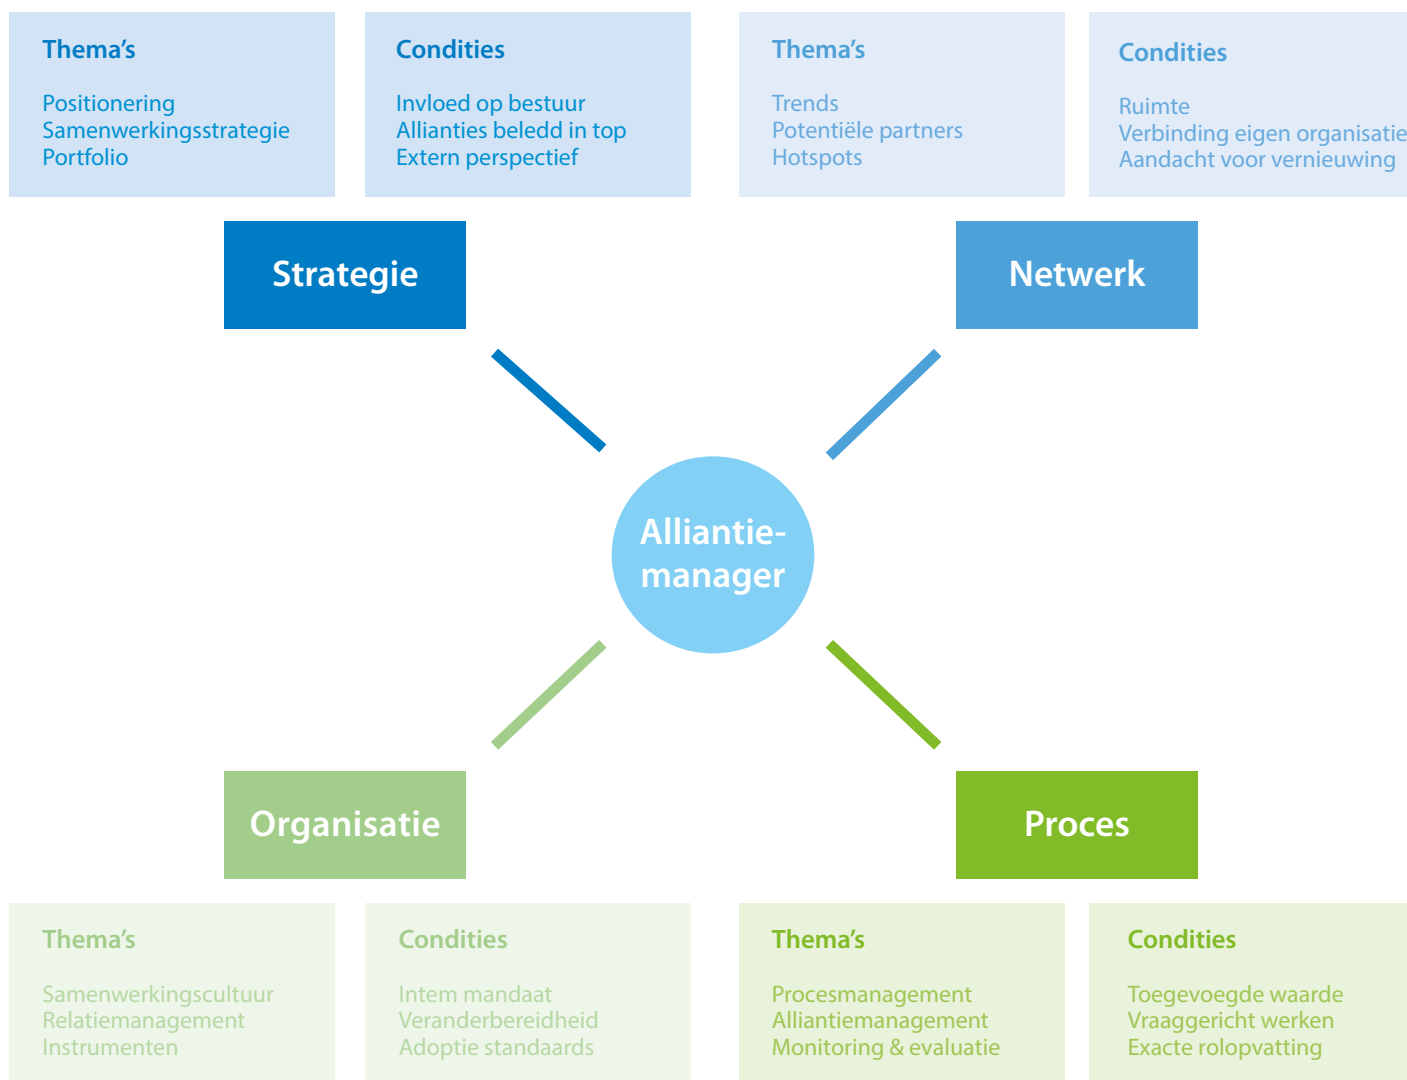 Thema's
Positionering
Samenwerkingsstrategie
Portfolio
Condities
Invloed op bestuur
Allianties beledd in top
Extern perspectief
Thema's
Trends
Potentiële partners
Hotspots
Condities
Ruimte
Verbinding eigen organisatie
Aandacht voor vernieuwing
Strategie
Netwerk
Alliantie-
manager
Organisatie
Proces
Thema's
Samenwerkingscultuur
Relatiemanagement
Instrumenten
Condities
Intem mandaat
Veranderbereidheid
Adoptie standaards
Thema's
Procesmanagement
Alliantiemanagement
Monitoring & evaluatie
Condities
Toegevoegde waarde
Vraaggericht werken
Exacte rolopvatting